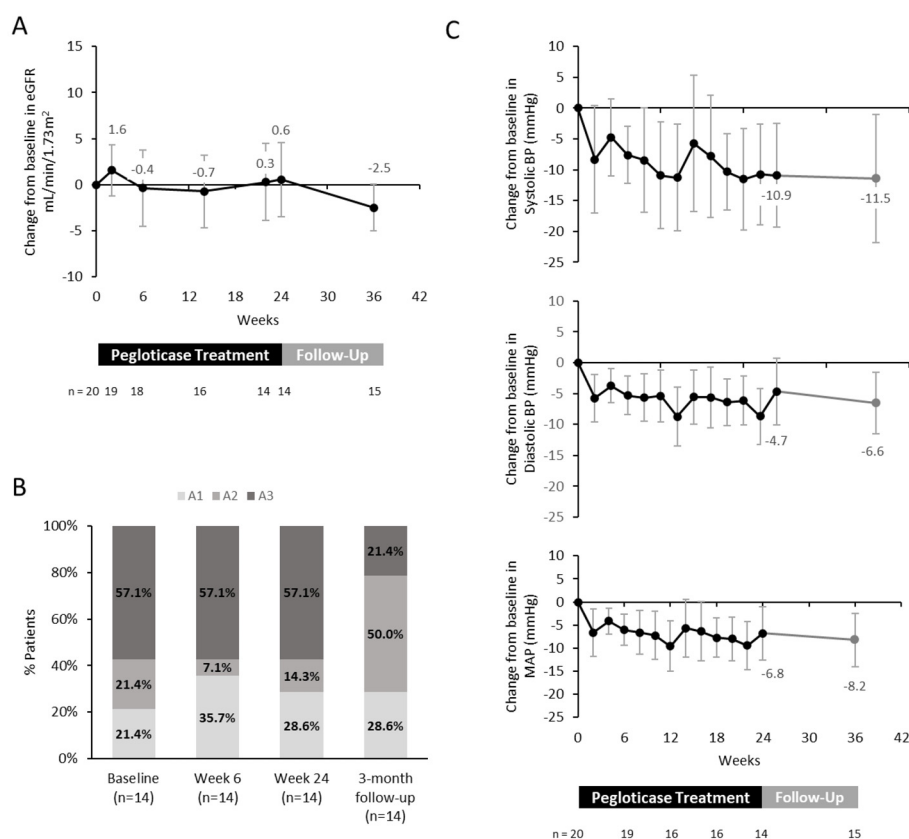 A
Change from baseline in eGFR
mL/min/1.73m²
15
10
5
0
-5
-10
1.6
-0.4
-0.7
0.3
0.6
-2.5
0 6 12 18 24 30 36 42
Weeks
Pegloticase Treatment Follow-Up
n = 20 19 18 16 14 14 15
B
A1 A2 A3
% Patients
100%
80%
60%
40%
20%
0%
57.1% 57.1% 57.1% 21.4%
21.4% 7.1% 14.3% 50.0%
21.4% 35.7% 28.6% 28.6%
Baseline Week 6 Week 24 3-month
(n=14) (n=14) (n=14) follow-up
(n=14)
C
Change from baseline in
Systolic BP (mmHg)
10
5
0
-5
-10
-15
-20
-25
-10.9
-11.5
Change from baseline in
Diastolic BP (mmHg)
10
5
0
-5
-10
-15
-20
-25
-4.7
-6.6
Change from baseline in
MAP (mmHg)
10
5
0
-5
-10
-15
-20
-25
-6.8
-8.2
0 6 12 18 24 30 36 42
Weeks
Pegloticase Treatment Follow-Up
n = 20 19 16 16 14 15